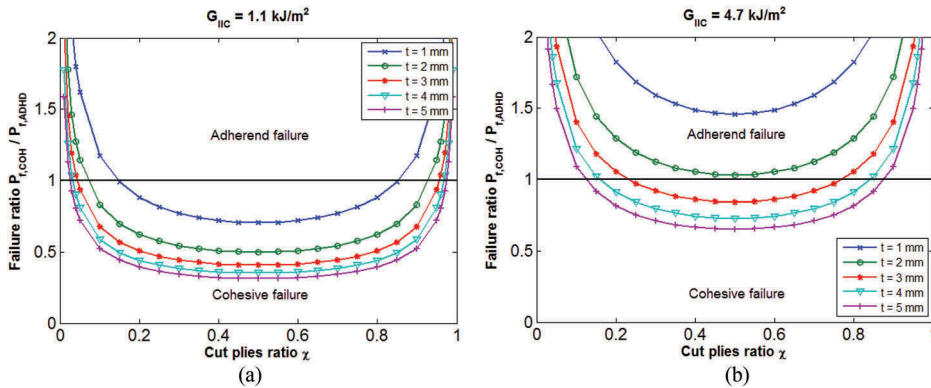 G_IIC = 1.1 kJ/m²
Failure ratio P_f,COH / P_f,ADHD
2
1.5
1
0.5
0
t = 1 mm
t = 2 mm
t = 3 mm
t = 4 mm
t = 5 mm
Adherend failure
Cohesive failure
0
0.2
0.4
0.6
0.8
1
Cut plies ratio χ
(a)
G_IIC = 4.7 kJ/m²
Failure ratio P_f,COH / P_f,ADHD
2
1.5
1
0.5
0
Adherend failure
t = 1 mm
t = 2 mm
t = 3 mm
t = 4 mm
t = 5 mm
Cohesive failure
0
0.2
0.4
0.6
0.8
1
Cut plies ratio χ
(b)